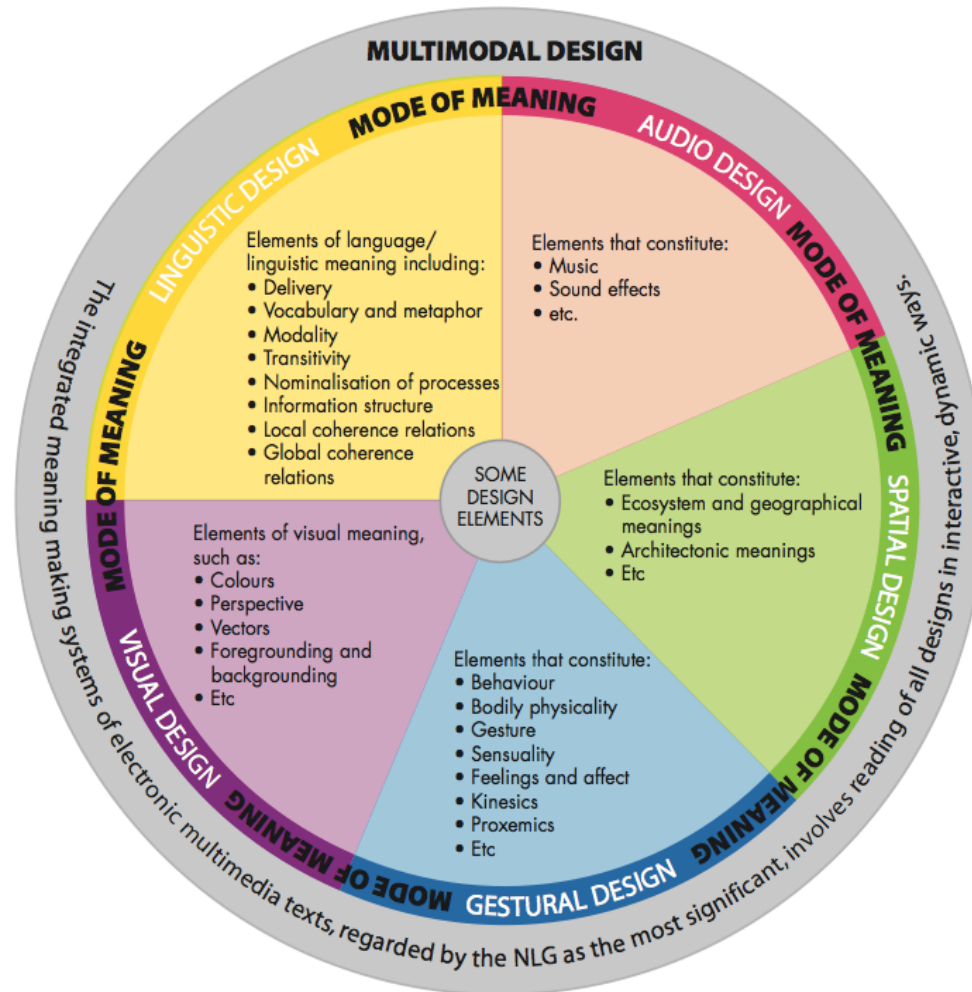 MULTIMODAL DESIGN
MODE OF MEANING
LINGUISTIC DESIGN
Elements of language/
linguistic meaning including:
• Delivery
• Vocabulary and metaphor
• Modality
• Transitivity
• Nominalisation of processes
• Information structure
• Local coherence relations
• Global coherence
relations
AUDIO DESIGN
MODE OF MEANING
Elements that constitute:
• Music
• Sound effects
• etc.
SPATIAL DESIGN
MODE OF MEANING
Elements that constitute:
• Ecosystem and geographical
meanings
• Architectonic meanings
• Etc
SOME
DESIGN
ELEMENTS
MODE OF MEANING
VISUAL DESIGN
Elements of visual meaning,
such as:
• Colours
• Perspective
• Vectors
• Foregrounding and
backgrounding
• Etc
MODE OF MEANING
GESTURAL DESIGN
Elements that constitute:
• Behaviour
• Bodily physicality
• Gesture
• Sensuality
• Feelings and affect
• Kinesics
• Proxemics
• Etc
The integrated meaning making systems of electronic multimedia texts, regarded by the NLG as the most significant, involves reading of all designs in interactive, dynamic ways.